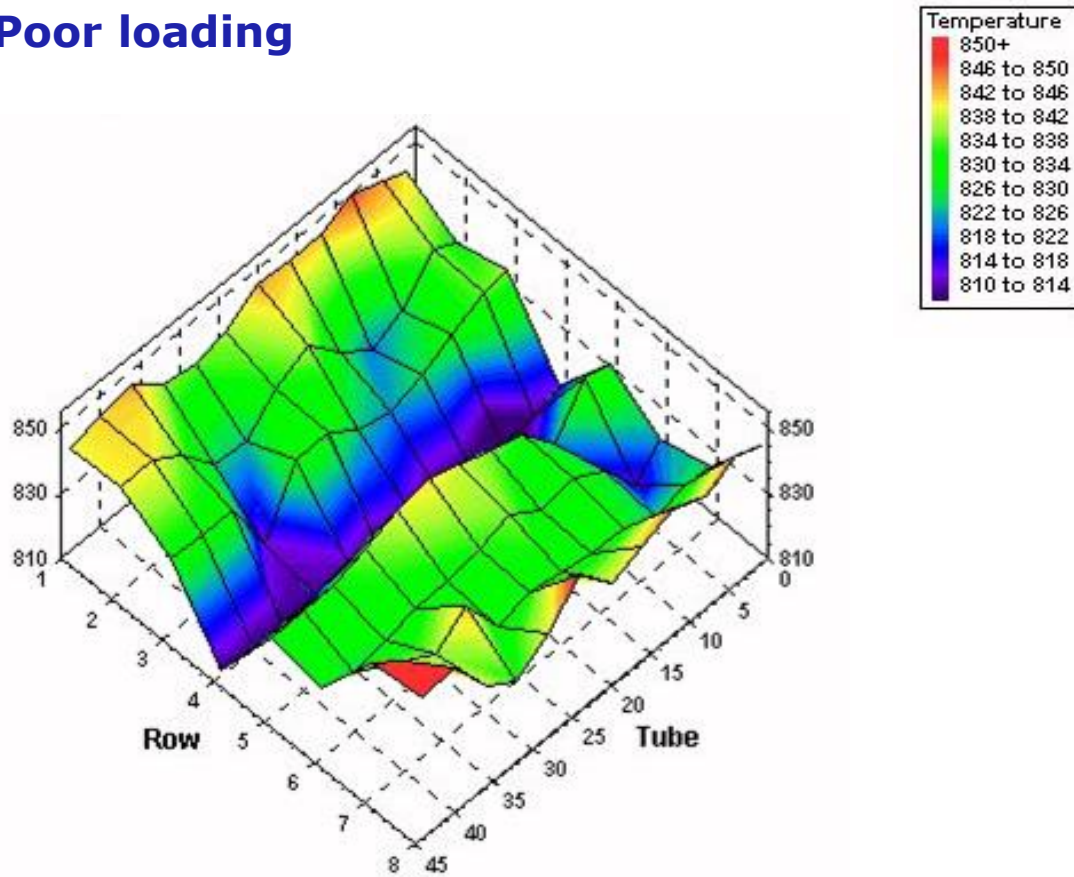 Poor loading
Temperature
850+
846 to 850
842 to 846
838 to 842
834 to 838
830 to 834
826 to 830
822 to 826
818 to 822
814 to 818
810 to 814
850
830
810
1
2
3
4
5
6
7
8
Row
850
830
810
0
5
10
15
20
25
30
35
40
45
Tube